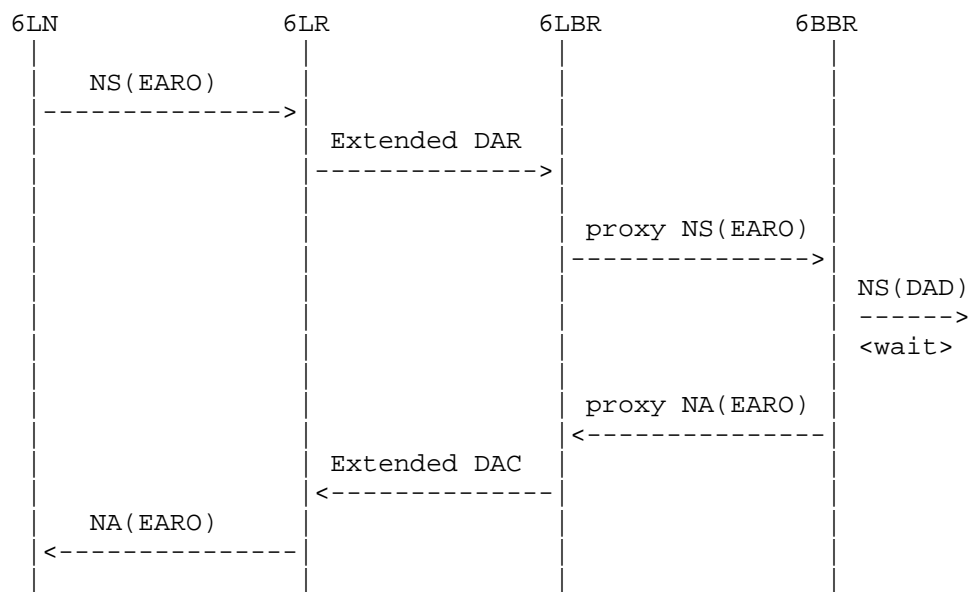 6LN 6LR 6LBR 6BBR
NS(EARO)
Extended DAR
proxy NS(EARO)
NS(DAD)
<wait>
proxy NA(EARO)
Extended DAC
NA(EARO)